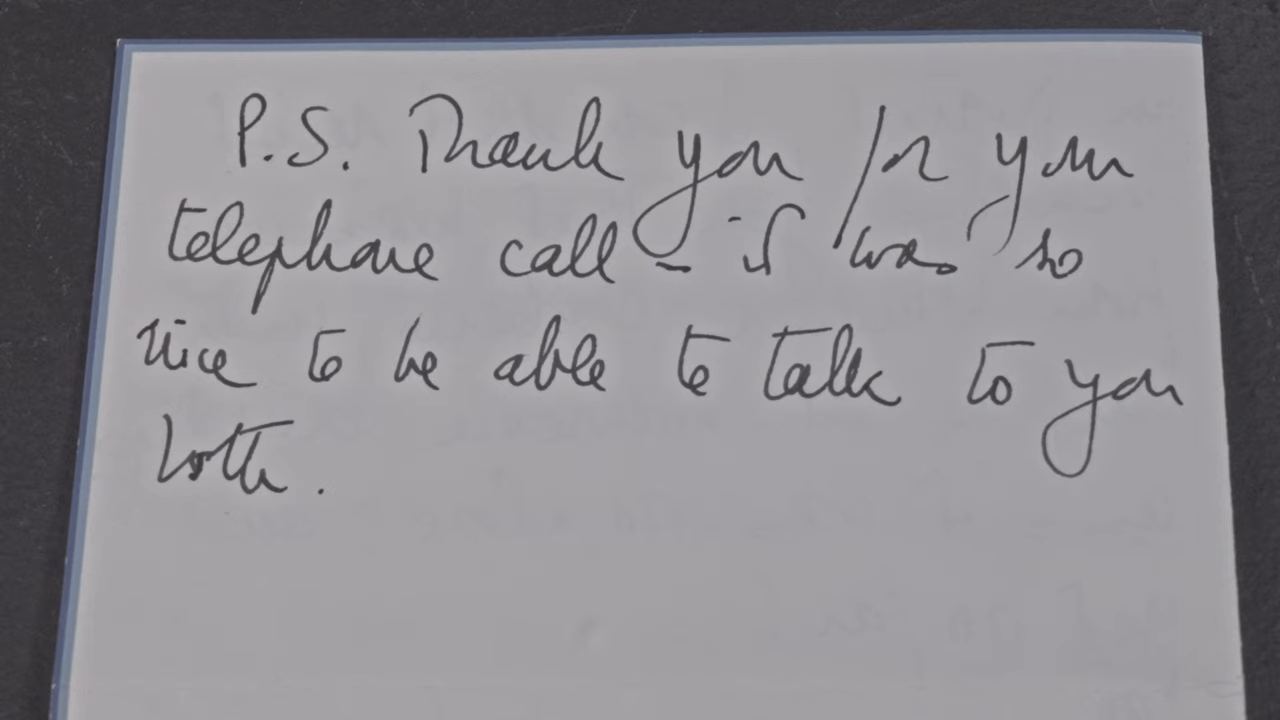 P.S. Thank you for your
telephone call – it was so
nice to be able to talk to you
both.